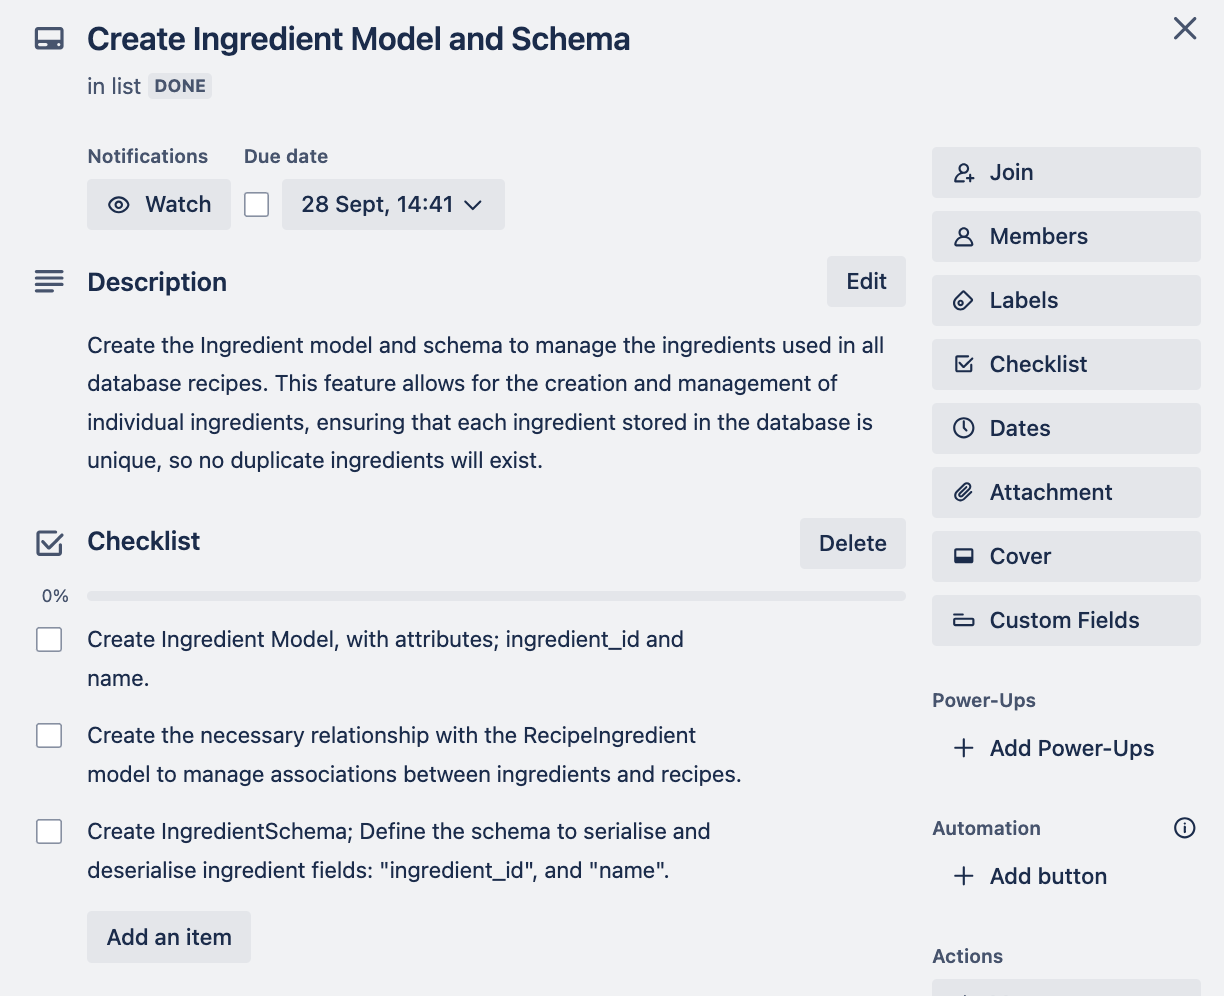 Create Ingredient Model and Schema
in list DONE
Notifications
Due date
Watch
28 Sept, 14:41
Description
Edit
Create the Ingredient model and schema to manage the ingredients used in all
database recipes. This feature allows for the creation and management of
individual ingredients, ensuring that each ingredient stored in the database is
unique, so no duplicate ingredients will exist.
Checklist
Delete
0%
Create Ingredient Model, with attributes; ingredient_id and
name.
Create the necessary relationship with the RecipeIngredient
model to manage associations between ingredients and recipes.
Create IngredientSchema; Define the schema to serialise and
deserialise ingredient fields: "ingredient_id", and "name".
Add an item
Join
Members
Labels
Checklist
Dates
Attachment
Cover
Custom Fields
Power-Ups
Add Power-Ups
Automation
Add button
Actions